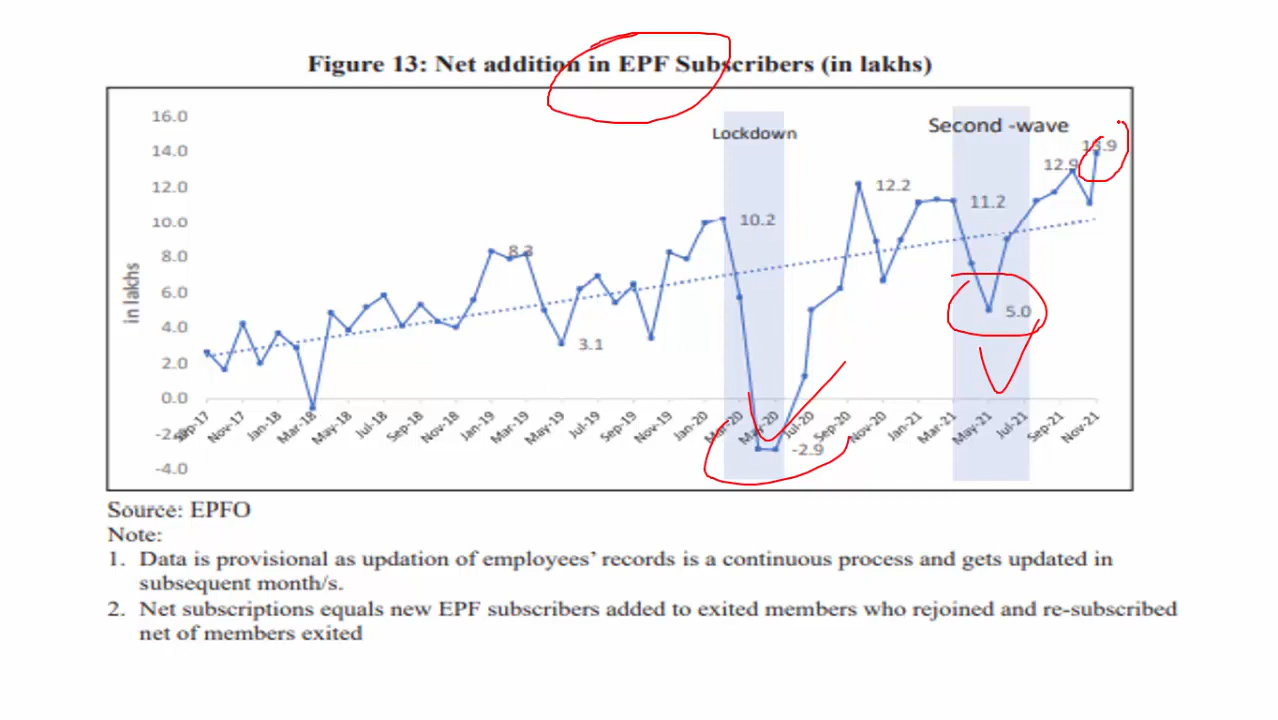 Figure 13: Net addition in EPF Subscribers (in lakhs)
16.0
14.0
12.0
10.0
8.0
6.0
4.0
2.0
0.0
-2.0
-4.0
in lakhs
Lockdown
Second -wave
8.3
3.1
10.2
-2.9
12.2
11.2
5.0
12.9
13.9
Sep-17 Nov-17 Jan-18 Mar-18 May-18 Jul-18 Sep-18 Nov-18 Jan-19 Mar-19 May-19 Jul-19 Sep-19 Nov-19 Jan-20 Mar-20 May-20 Jul-20 Sep-20 Nov-20 Jan-21 Mar-21 May-21 Jul-21 Sep-21 Nov-21
Source: EPFO
Note:
1. Data is provisional as updation of employees’ records is a continuous process and gets updated in
subsequent month/s.
2. Net subscriptions equals new EPF subscribers added to exited members who rejoined and re-subscribed
net of members exited